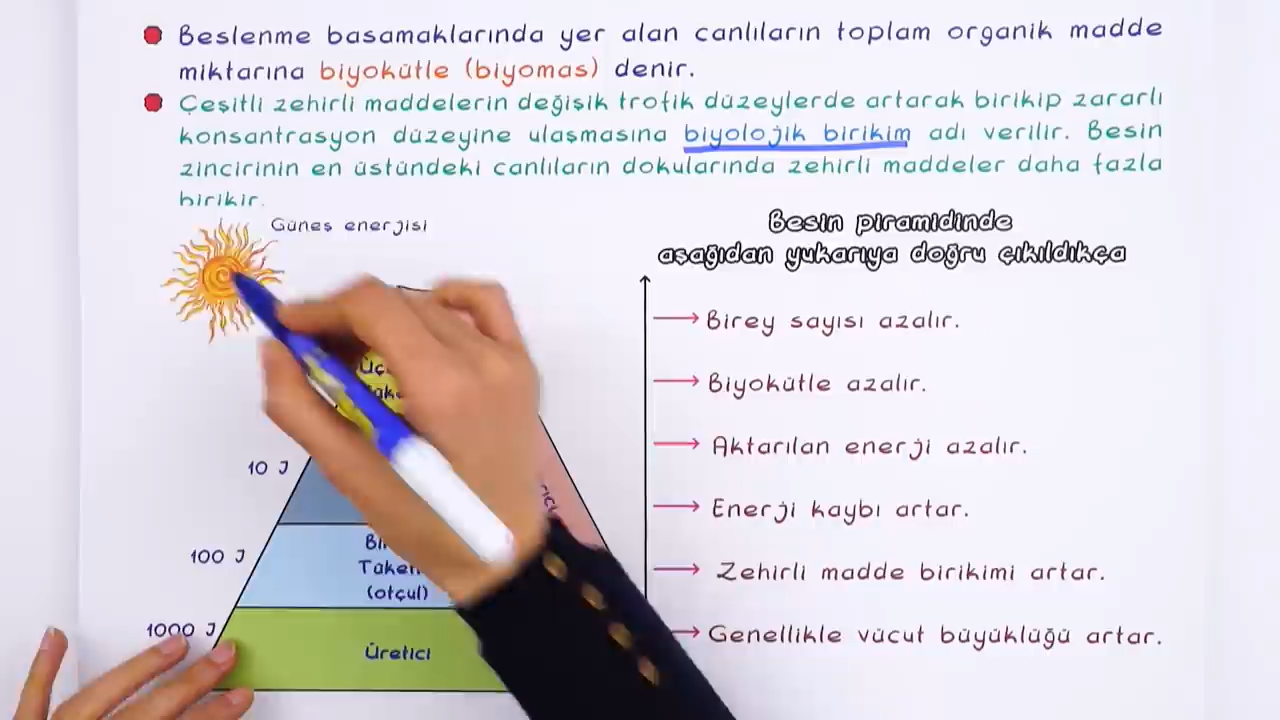 Beslenme basamaklarında yer alan canlıların toplam organik madde
miktarına biyokütle (biyomas) denir.
Çeşitli zehirli maddelerin değişik trofik düzeylerde artarak birikip zararlı
konsantrasyon düzeyine ulaşmasına biyolojik birikim adı verilir. Besin
zincirinin en üstündeki canlıların dokularında zehirli maddeler daha fazla
birikir.
Güneş enerjisi
10 J
100 J
(otçul)
1000 J
Üretici
Besin piramidinde
aşağıdan yukarıya doğru çıkıldıkça
Birey sayısı azalır.
Biyokütle azalır.
Aktarılan enerji azalır.
Enerji kaybı artar.
Zehirli madde birikimi artar.
Genellikle vücut büyüklüğü artar.